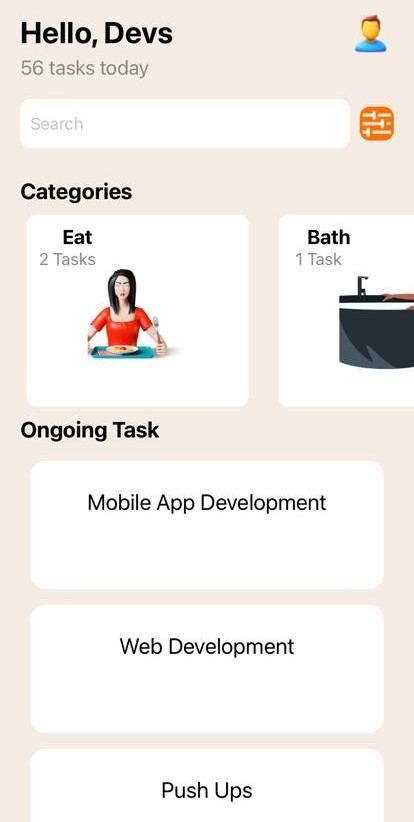 Hello, Devs
56 tasks today
Search
Categories
Eat
2 Tasks
Bath
1 Task
Ongoing Task
Mobile App Development
Web Development
Push Ups